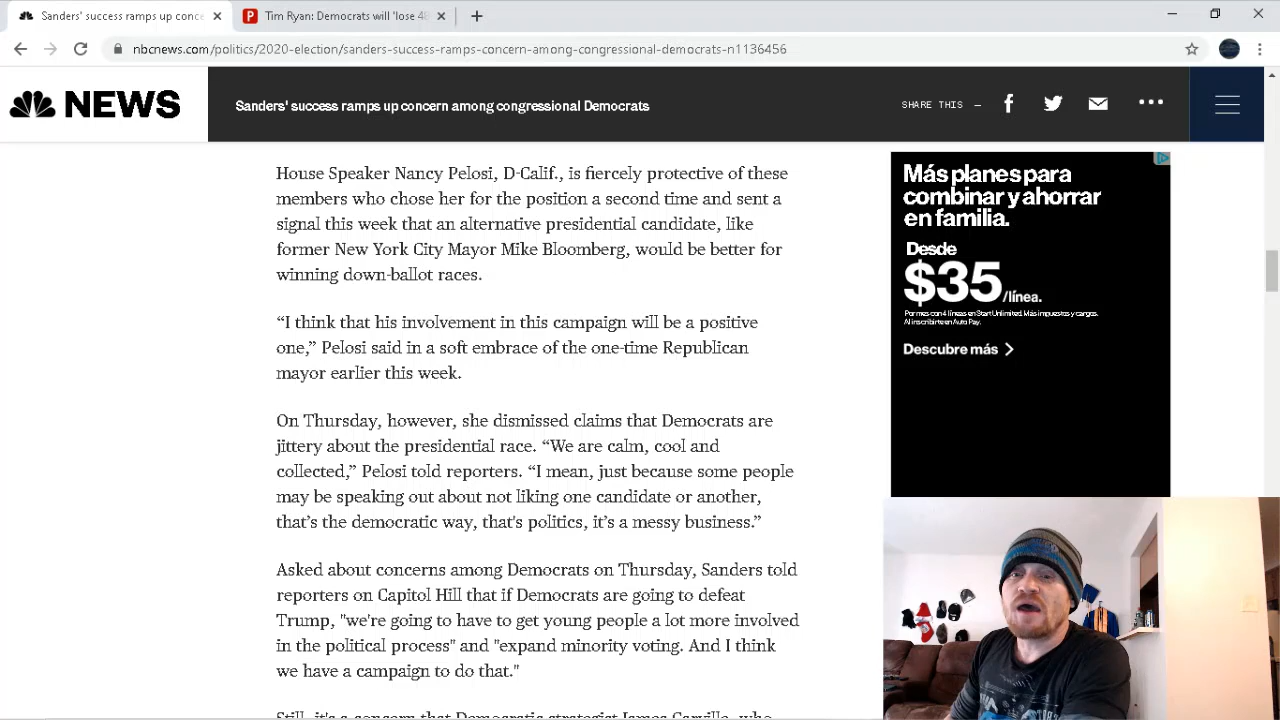 Sanders' success ramps up conce
Tim Ryan: Democrats will 'lose 48
nbcnews.com/politics/2020-election/sanders-success-ramps-concern-among-congressional-democrats-n1136456
NEWS
Sanders' success ramps up concern among congressional Democrats
SHARE THIS —
House Speaker Nancy Pelosi, D-Calif., is fiercely protective of these
members who chose her for the position a second time and sent a
signal this week that an alternative presidential candidate, like
former New York City Mayor Mike Bloomberg, would be better for
winning down-ballot races.
“I think that his involvement in this campaign will be a positive
one,” Pelosi said in a soft embrace of the one-time Republican
mayor earlier this week.
On Thursday, however, she dismissed claims that Democrats are
jittery about the presidential race. “We are calm, cool and
collected,” Pelosi told reporters. “I mean, just because some people
may be speaking out about not liking one candidate or another,
that’s the democratic way, that's politics, it’s a messy business.”
Asked about concerns among Democrats on Thursday, Sanders told
reporters on Capitol Hill that if Democrats are going to defeat
Trump, "we're going to have to get young people a lot more involved
in the political process" and "expand minority voting. And I think
we have a campaign to do that."
Still, it's a concern that Democratic strategist James Carville, who
Más planes para
combinar y ahorrar
en familia.
Desde
$35/línea.
Por mes con 4 líneas en Start Unlimited. Más impuestos y cargos.
Al inscribirte en Auto Pay.
Descubre más